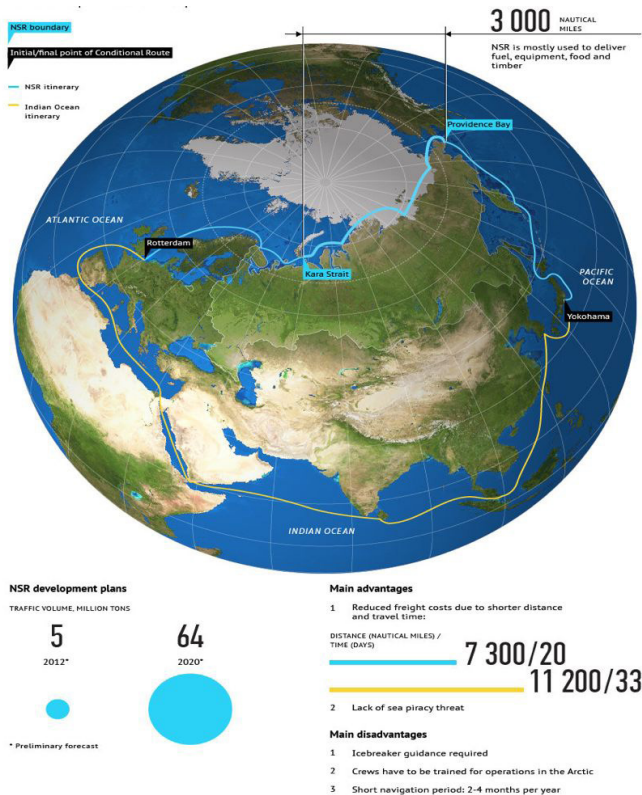 NSR boundary
Initial/final point of Conditional Route
NSR itinerary
Indian Ocean
itinerary
3 000 NAUTICAL
MILES
NSR is mostly used to deliver
fuel, equipment, food and
timber
Providence Bay
ATLANTIC OCEAN
Rotterdam
Kara Strait
PACIFIC
OCEAN
Yokohama
INDIAN OCEAN
NSR development plans
TRAFFIC VOLUME, MILLION TONS
5 64
2012* 2020*
* Preliminary forecast
Main advantages
1 Reduced freight costs due to shorter distance
and travel time:
DISTANCE (NAUTICAL MILES) /
TIME (DAYS)
7 300/20
11 200/33
2 Lack of sea piracy threat
Main disadvantages
1 Icebreaker guidance required
2 Crews have to be trained for operations in the Arctic
3 Short navigation period: 2-4 months per year